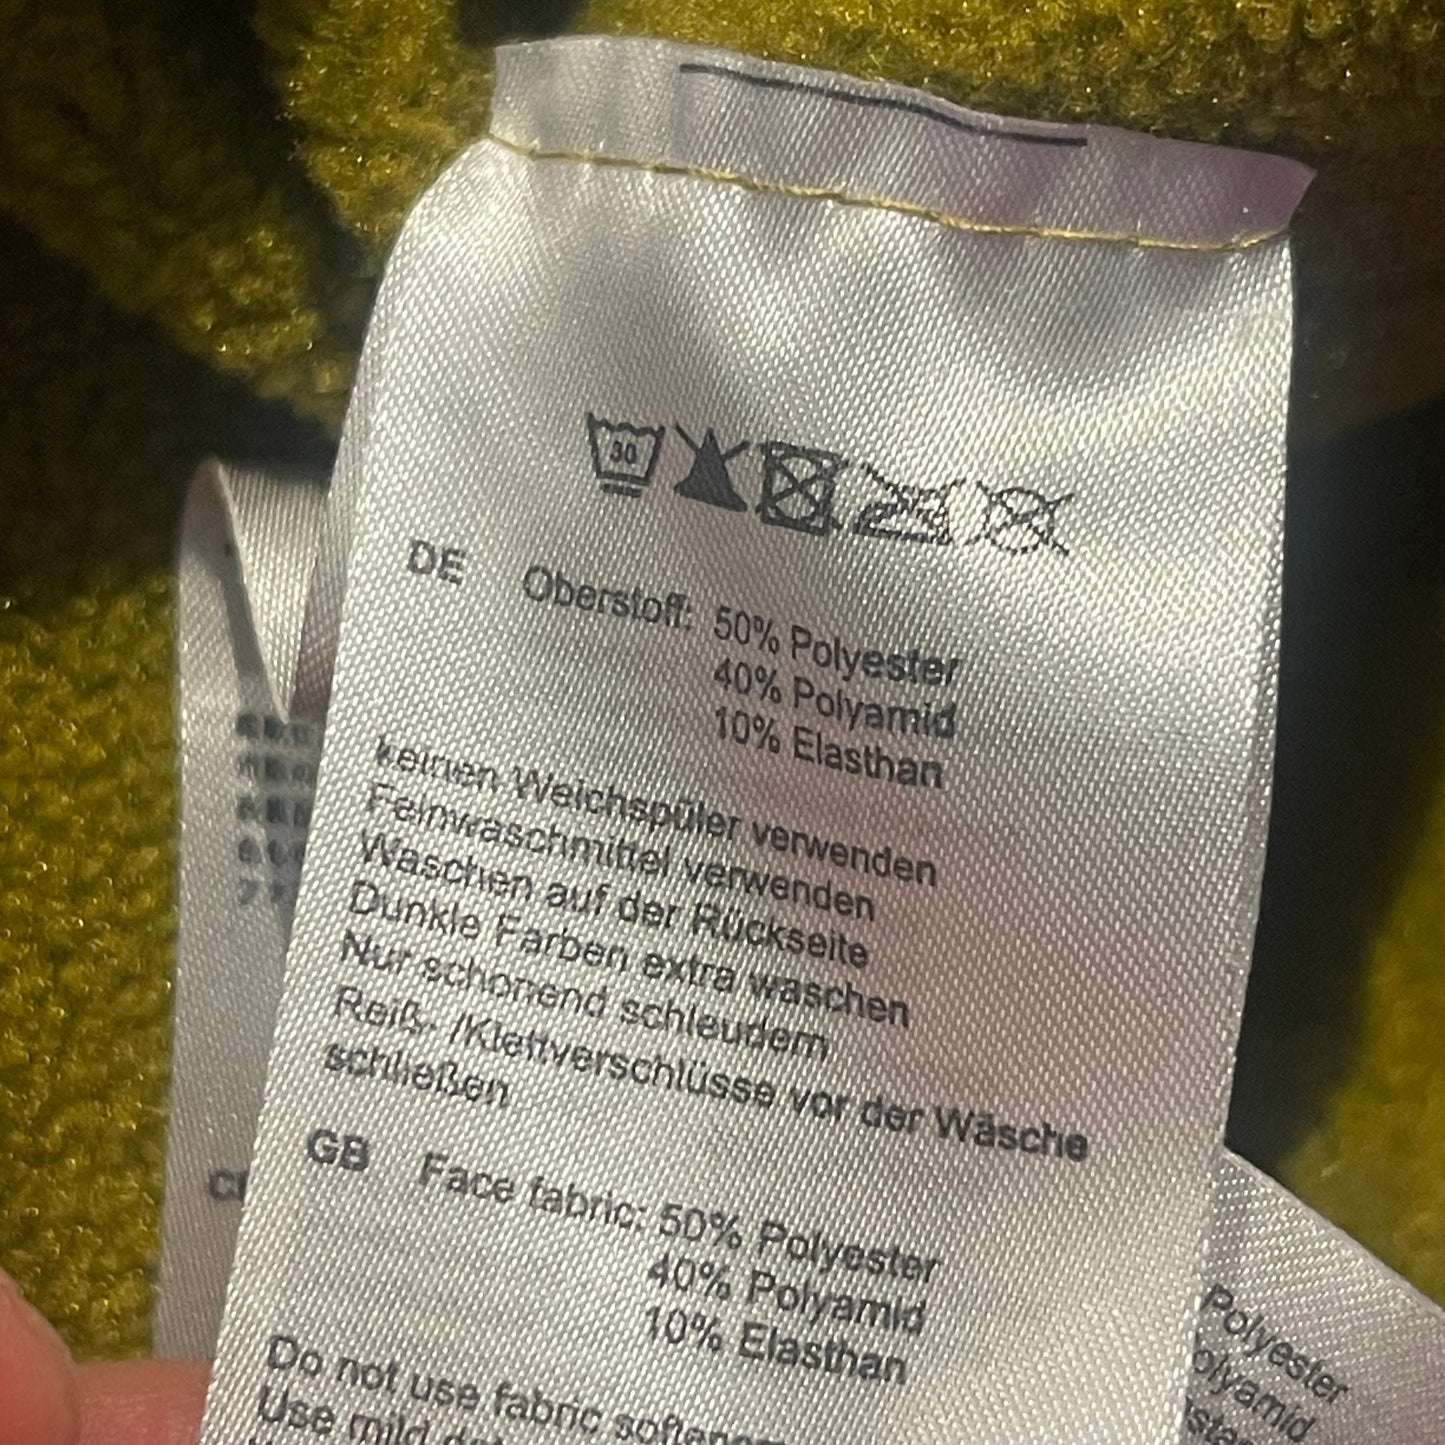 30
DE Oberstoff: 50% Polyester
40% Polyamid
10% Elasthan
keinen Weichspüler verwenden
Feinwaschmittel verwenden
Waschen auf der Rückseite
Dunkle Farben extra waschen
Nur schonend schleudern
Reiß- /Klettverschlüsse vor der Wäsche
schließen
GB Face fabric: 50% Polyester
40% Polyamid
10% Elasthan
Do not use fabric
Use mild
Polyester